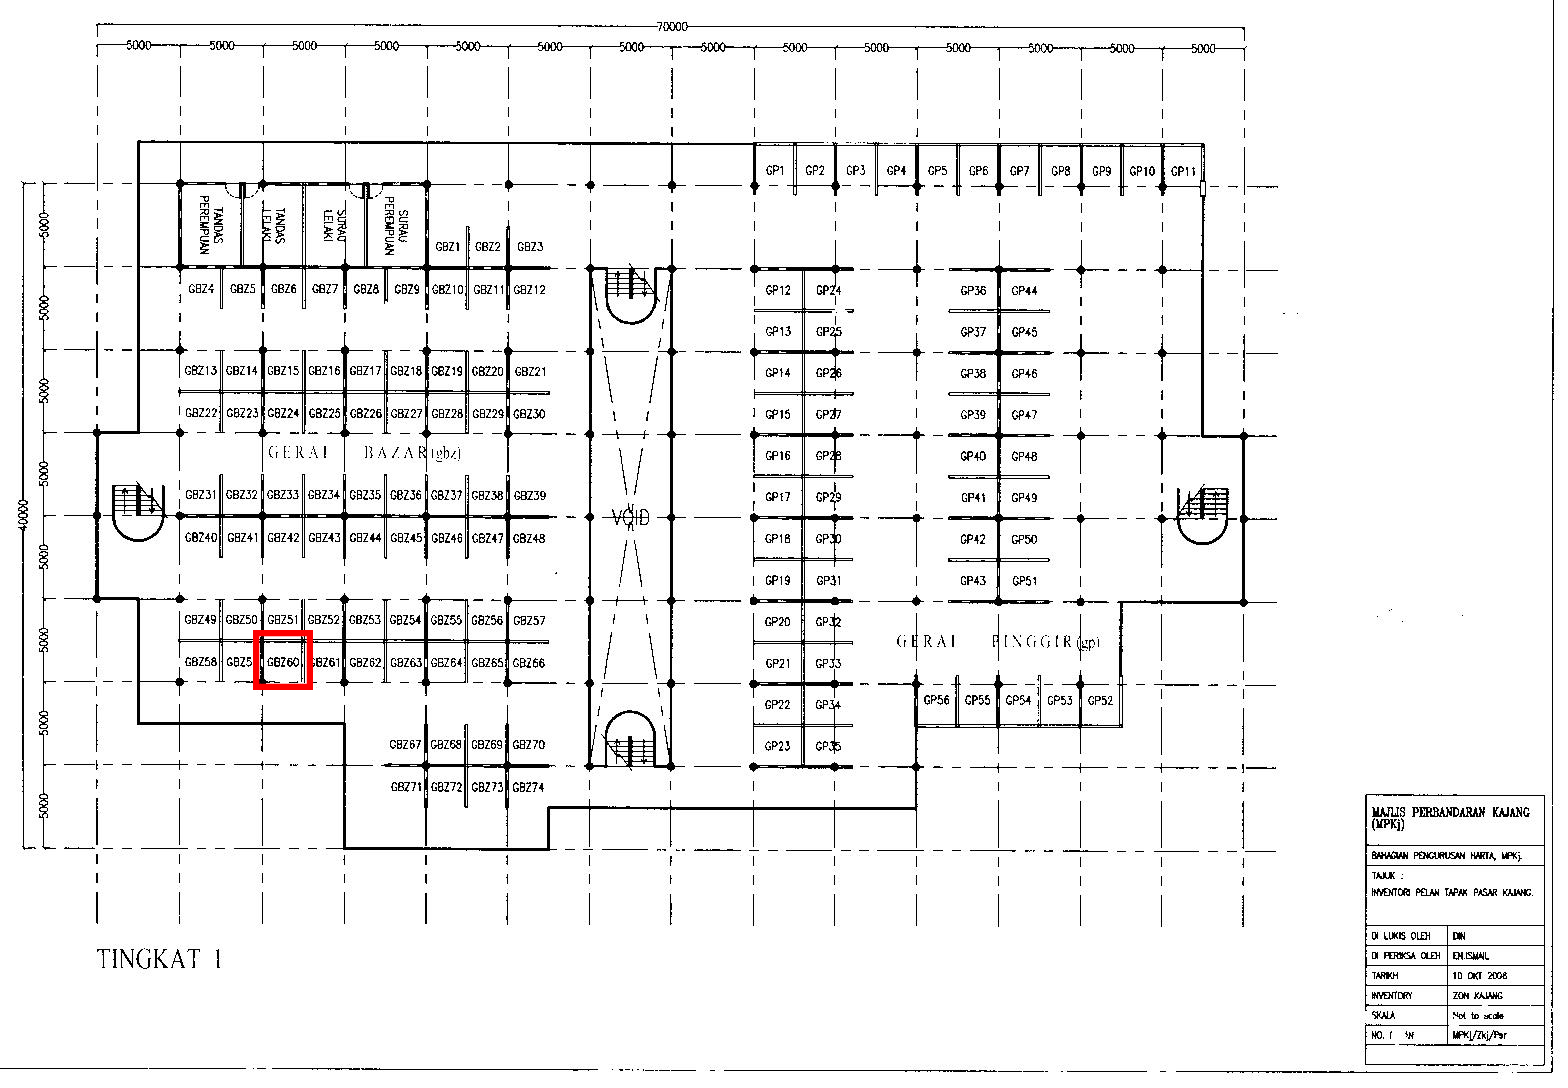 70000
5000 5000 5000 5000 5000 5000 5000 5000 5000 5000 5000 5000 5000 5000
GP1 GP2 GP3 GP4 GP5 GP6 GP7 GP8 GP9 GP10 GP11
TANDAS PEREMPUAN
TANDAS LELAKI
SURAU LELAKI
SURAU PEREMPUAN
GBZ1 GBZ2 GBZ3
GBZ4 GBZ5 GBZ6 GBZ7 GBZ8 GBZ9 GBZ10 GBZ11 GBZ12
GBZ13 GBZ14 GBZ15 GBZ16 GBZ17 GBZ18 GBZ19 GBZ20 GBZ21
GBZ22 GBZ23 GBZ24 GBZ25 GBZ26 GBZ27 GBZ28 GBZ29 GBZ30
GERAI BAZAR(gbz)
GBZ31 GBZ32 GBZ33 GBZ34 GBZ35 GBZ36 GBZ37 GBZ38 GBZ39
GBZ40 GBZ41 GBZ42 GBZ43 GBZ44 GBZ45 GBZ46 GBZ47 GBZ48
GBZ49 GBZ50 GBZ51 GBZ52 GBZ53 GBZ54 GBZ55 GBZ56 GBZ57
GBZ58 GBZ5 GBZ60 GBZ61 GBZ62 GBZ63 GBZ64 GBZ65 GBZ66
GBZ67 GBZ68 GBZ69 GBZ70
GBZ71 GBZ72 GBZ73 GBZ74
VOID
GP12 GP24 GP36 GP44
GP13 GP25 GP37 GP45
GP14 GP26 GP38 GP46
GP15 GP27 GP39 GP47
GP16 GP28 GP40 GP48
GP17 GP29 GP41 GP49
GP18 GP30 GP42 GP50
GP19 GP31 GP43 GP51
GP20 GP32
GERAI PINGGIR(gp)
GP21 GP33
GP22 GP34
GP56 GP55 GP54 GP53 GP52
GP23 GP35
40000
5000
5000
5000
5000
5000
5000
5000
5000
TINGKAT 1
MAJLIS PERBANDARAN KAJANG
(MPKj)
BAHAGIAN PENGURUSAN HARTA, MPKj.
TAJUK :
INVENTORI PELAN TAPAK PASAR KAJANG.
DI LUKIS OLEH DIN
DI PERIKSA OLEH EN.ISMAIL
TARIKH 10 OKT 2008
INVENTORY ZON KAJANG
SKALA Not to scale
NO. MPKj/Zkj/Psr